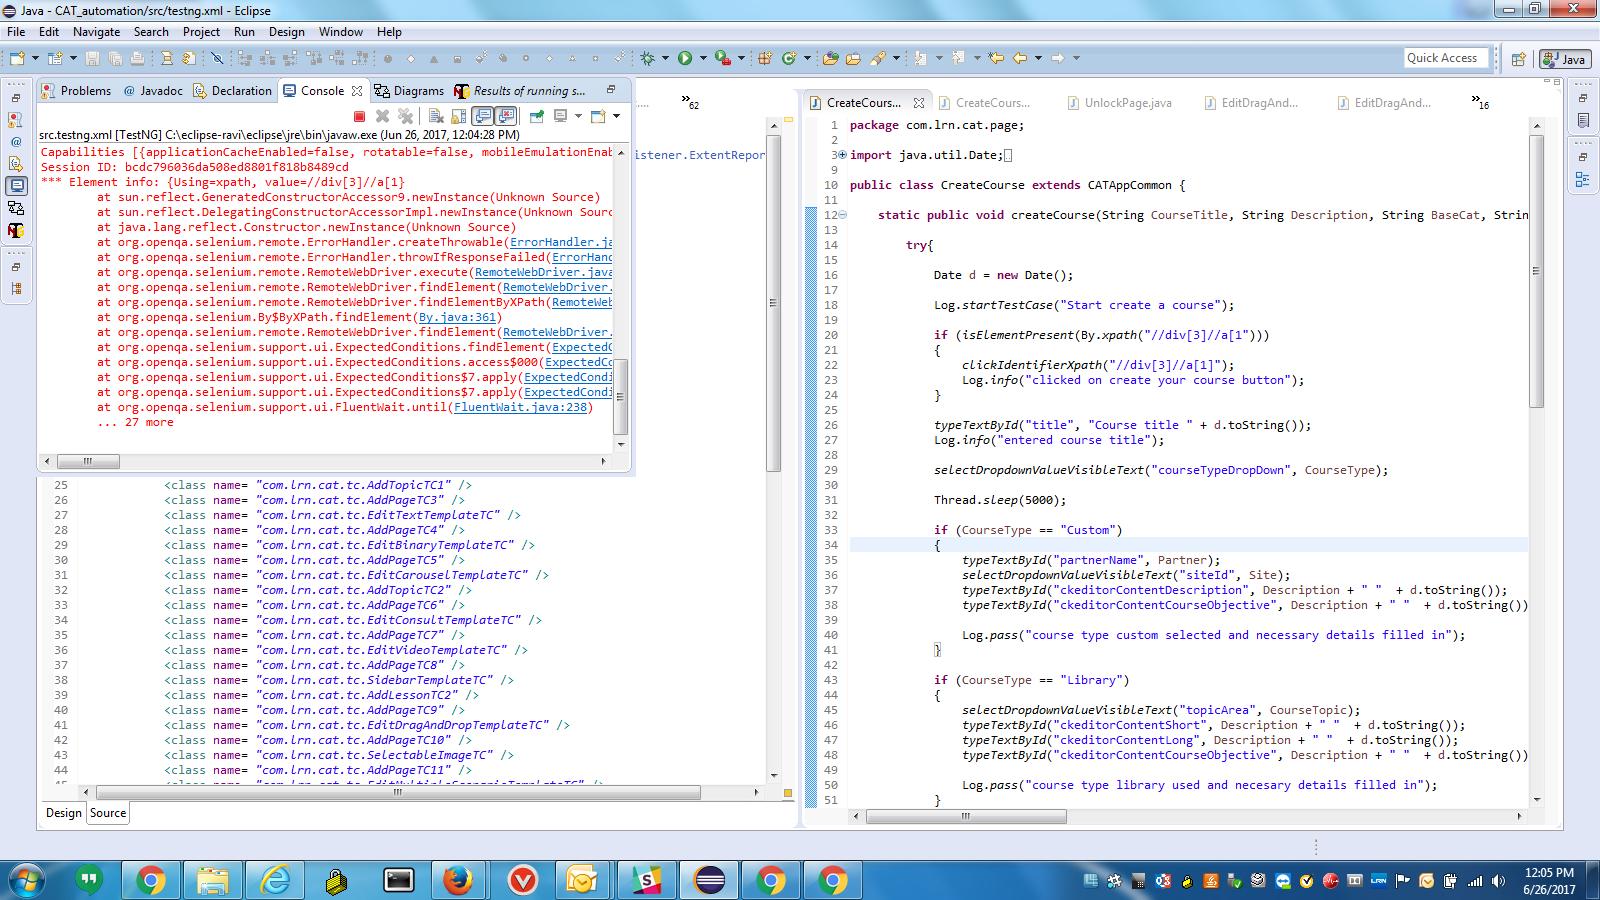 Java - CAT_automation/src/testng.xml - Eclipse
File Edit Navigate Search Project Run Design Window Help
Quick Access Java
Problems @ Javadoc Declaration Console Diagrams Results of running s...
62
CreateCours... CreateCours... UnlockPage.java EditDragAnd... EditDragAnd...
16
src.testng.xml [TestNG] C:\eclipse-ravi\eclipse\jre\bin\javaw.exe (Jun 26, 2017, 12:04:28 PM)
Capabilities [{applicationCacheEnabled=false, rotatable=false, mobileEmulationEnab
Session ID: bcdc796036da508ed8801f818b8489cd
*** Element info: {Using=xpath, value=//div[3]//a[1}
at sun.reflect.GeneratedConstructorAccessor9.newInstance(Unknown Source)
at sun.reflect.DelegatingConstructorAccessorImpl.newInstance(Unknown Sourc
at java.lang.reflect.Constructor.newInstance(Unknown Source)
at org.openqa.selenium.remote.ErrorHandler.createThrowable(ErrorHandler.ja
at org.openqa.selenium.remote.ErrorHandler.throwIfResponseFailed(ErrorHanc
at org.openqa.selenium.remote.RemoteWebDriver.execute(RemoteWebDriver.java
at org.openqa.selenium.remote.RemoteWebDriver.findElement(RemoteWebDriver.
at org.openqa.selenium.remote.RemoteWebDriver.findElementByXPath(RemoteWeb
at org.openqa.selenium.By$ByXPath.findElement(By.java:361)
at org.openqa.selenium.remote.RemoteWebDriver.findElement(RemoteWebDriver.
at org.openqa.selenium.support.ui.ExpectedConditions.findElement(ExpectedC
at org.openqa.selenium.support.ui.ExpectedConditions.access$000(ExpectedCo
at org.openqa.selenium.support.ui.ExpectedConditions$7.apply(ExpectedCondi
at org.openqa.selenium.support.ui.ExpectedConditions$7.apply(ExpectedCondi
at org.openqa.selenium.support.ui.FluentWait.until(FluentWait.java:238)
... 27 more
istener.ExtentRepor
25 <class name= "com.lrn.cat.tc.AddTopicTC1" />
26 <class name= "com.lrn.cat.tc.AddPageTC3" />
27 <class name= "com.lrn.cat.tc.EditTextTemplateTC" />
28 <class name= "com.lrn.cat.tc.AddPageTC4" />
29 <class name= "com.lrn.cat.tc.EditBinaryTemplateTC" />
30 <class name= "com.lrn.cat.tc.AddPageTC5" />
31 <class name= "com.lrn.cat.tc.EditCarouselTemplateTC" />
32 <class name= "com.lrn.cat.tc.AddTopicTC2" />
33 <class name= "com.lrn.cat.tc.AddPageTC6" />
34 <class name= "com.lrn.cat.tc.EditConsultTemplateTC" />
35 <class name= "com.lrn.cat.tc.AddPageTC7" />
36 <class name= "com.lrn.cat.tc.EditVideoTemplateTC" />
37 <class name= "com.lrn.cat.tc.AddPageTC8" />
38 <class name= "com.lrn.cat.tc.SidebarTemplateTC" />
39 <class name= "com.lrn.cat.tc.AddLessonTC2" />
40 <class name= "com.lrn.cat.tc.AddPageTC9" />
41 <class name= "com.lrn.cat.tc.EditDragAndDropTemplateTC" />
42 <class name= "com.lrn.cat.tc.AddPageTC10" />
43 <class name= "com.lrn.cat.tc.SelectableImageTC" />
44 <class name= "com.lrn.cat.tc.AddPageTC11" />
Design Source
1 package com.lrn.cat.page;
2
3 import java.util.Date;
9
10 public class CreateCourse extends CATAppCommon {
11
12 static public void createCourse(String CourseTitle, String Description, String BaseCat, Strin
13
14 try{
15
16 Date d = new Date();
17
18 Log.startTestCase("Start create a course");
19
20 if (isElementPresent(By.xpath("//div[3]//a[1")))
21 {
22 clickIdentifierXpath("//div[3]//a[1]");
23 Log.info("clicked on create your course button");
24 }
25
26 typeTextById("title", "Course title " + d.toString());
27 Log.info("entered course title");
28
29 selectDropdownValueVisibleText("courseTypeDropDown", CourseType);
30
31 Thread.sleep(5000);
32
33 if (CourseType == "Custom")
34 {
35 typeTextById("partnerName", Partner);
36 selectDropdownValueVisibleText("siteId", Site);
37 typeTextById("ckeditorContentDescription", Description + " " + d.toString());
38 typeTextById("ckeditorContentCourseObjective", Description + " " + d.toString())
39
40 Log.pass("course type custom selected and necessary details filled in");
41 }
42
43 if (CourseType == "Library")
44 {
45 selectDropdownValueVisibleText("topicArea", CourseTopic);
46 typeTextById("ckeditorContentShort", Description + " " + d.toString());
47 typeTextById("ckeditorContentLong", Description + " " + d.toString());
48 typeTextById("ckeditorContentCourseObjective", Description + " " + d.toString())
49
50 Log.pass("course type library used and necesary details filled in");
51 }
LRN
12:05 PM
6/26/2017